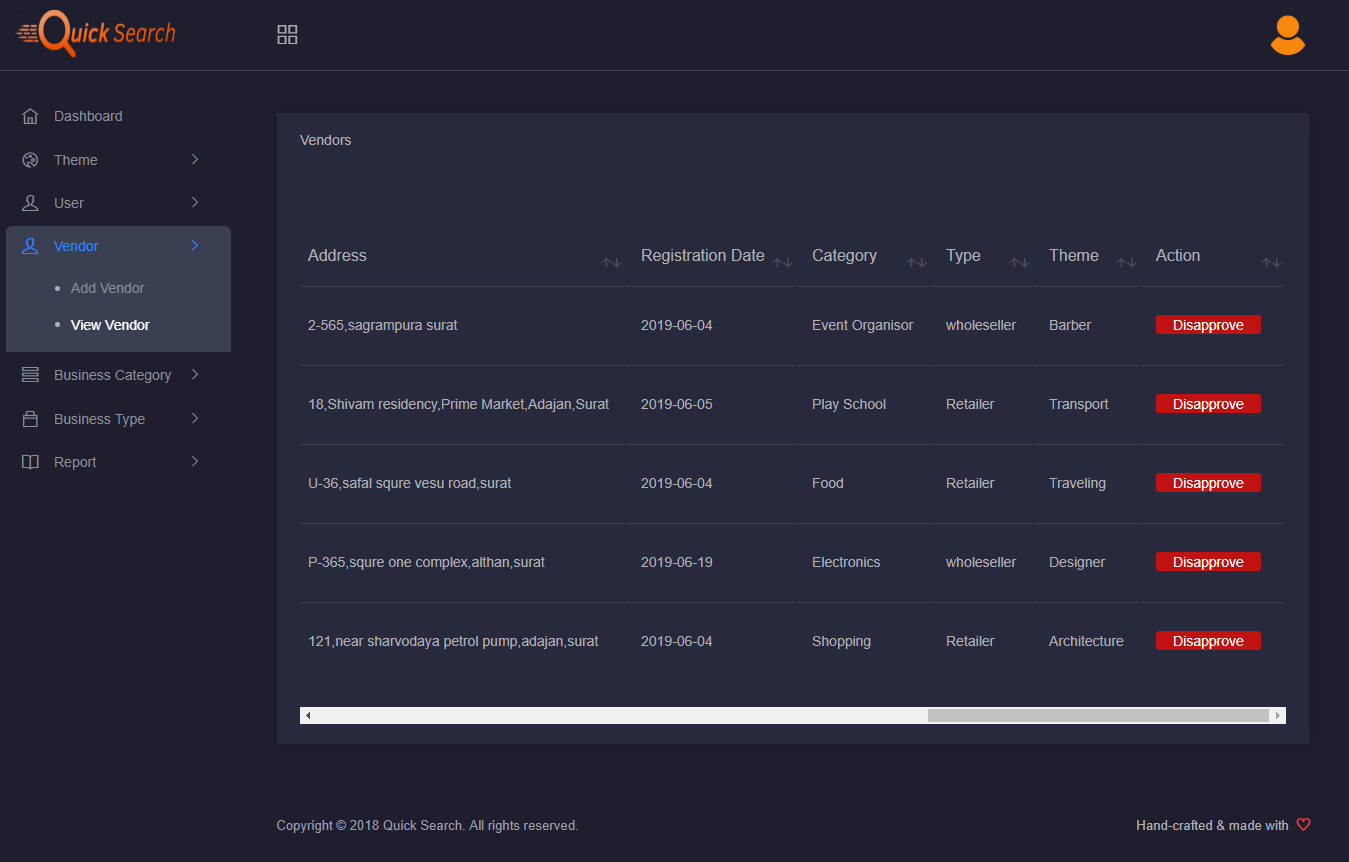 Quick Search
Dashboard
Theme
User
Vendor
Add Vendor
View Vendor
Business Category
Business Type
Report
Vendors
Address Registration Date Category Type Theme Action
2-565,sagrampura surat 2019-06-04 Event Organisor wholeseller Barber Disapprove
18,Shivam residency,Prime Market,Adajan,Surat 2019-06-05 Play School Retailer Transport Disapprove
U-36,safal squre vesu road,surat 2019-06-04 Food Retailer Traveling Disapprove
P-365,squre one complex,althan,surat 2019-06-19 Electronics wholeseller Designer Disapprove
121,near sharvodaya petrol pump,adajan,surat 2019-06-04 Shopping Retailer Architecture Disapprove
Copyright © 2018 Quick Search. All rights reserved. Hand-crafted & made with